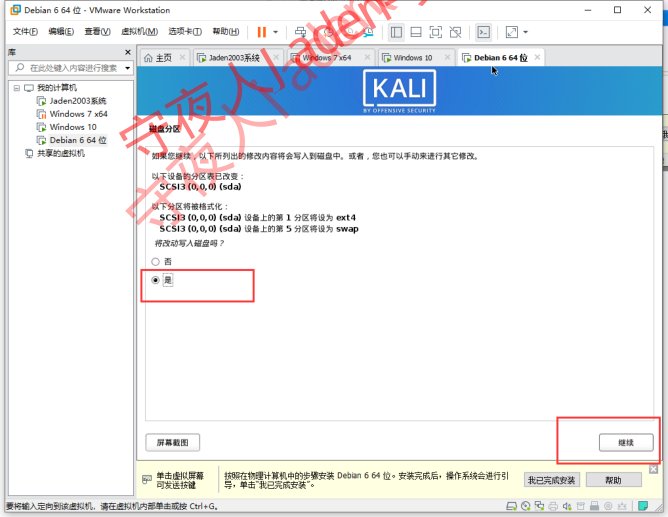 Debian 6 64 位 - VMware Workstation
文件(F) 编辑(E) 查看(V) 虚拟机(M) 选项卡(T) 帮助(H)
库
在此处键入内容进行搜索
我的计算机
Jaden2003系统
Windows 7 x64
Windows 10
Debian 6 64 位
共享的虚拟机
主页 Jaden2003系统 Windows 7 x64 Windows 10 Debian 6 64 位
KALI
BY OFFENSIVE SECURITY
磁盘分区
如果您继续，以下所列出的修改内容将会写入到磁盘中。或者，您也可以手动来进行其它修改。
以下设备的分区表已改变：
SCSI3 (0,0,0) (sda)
以下分区将被格式化：
SCSI3 (0,0,0) (sda) 设备上的第 1 分区将设为 ext4
SCSI3 (0,0,0) (sda) 设备上的第 5 分区将设为 swap
将改动写入磁盘吗？
否
是
屏幕截图
继续
单击虚拟屏幕
可发送按键
按照在物理计算机中的步骤安装 Debian 6 64 位。安装完成后，操作系统会进行引
导，单击"我已完成安装"。
我已完成安装
帮助
要将输入定向到该虚拟机，请在虚拟机内部单击或按 Ctrl+G。
守夜人/Jaden
守夜人/jaden